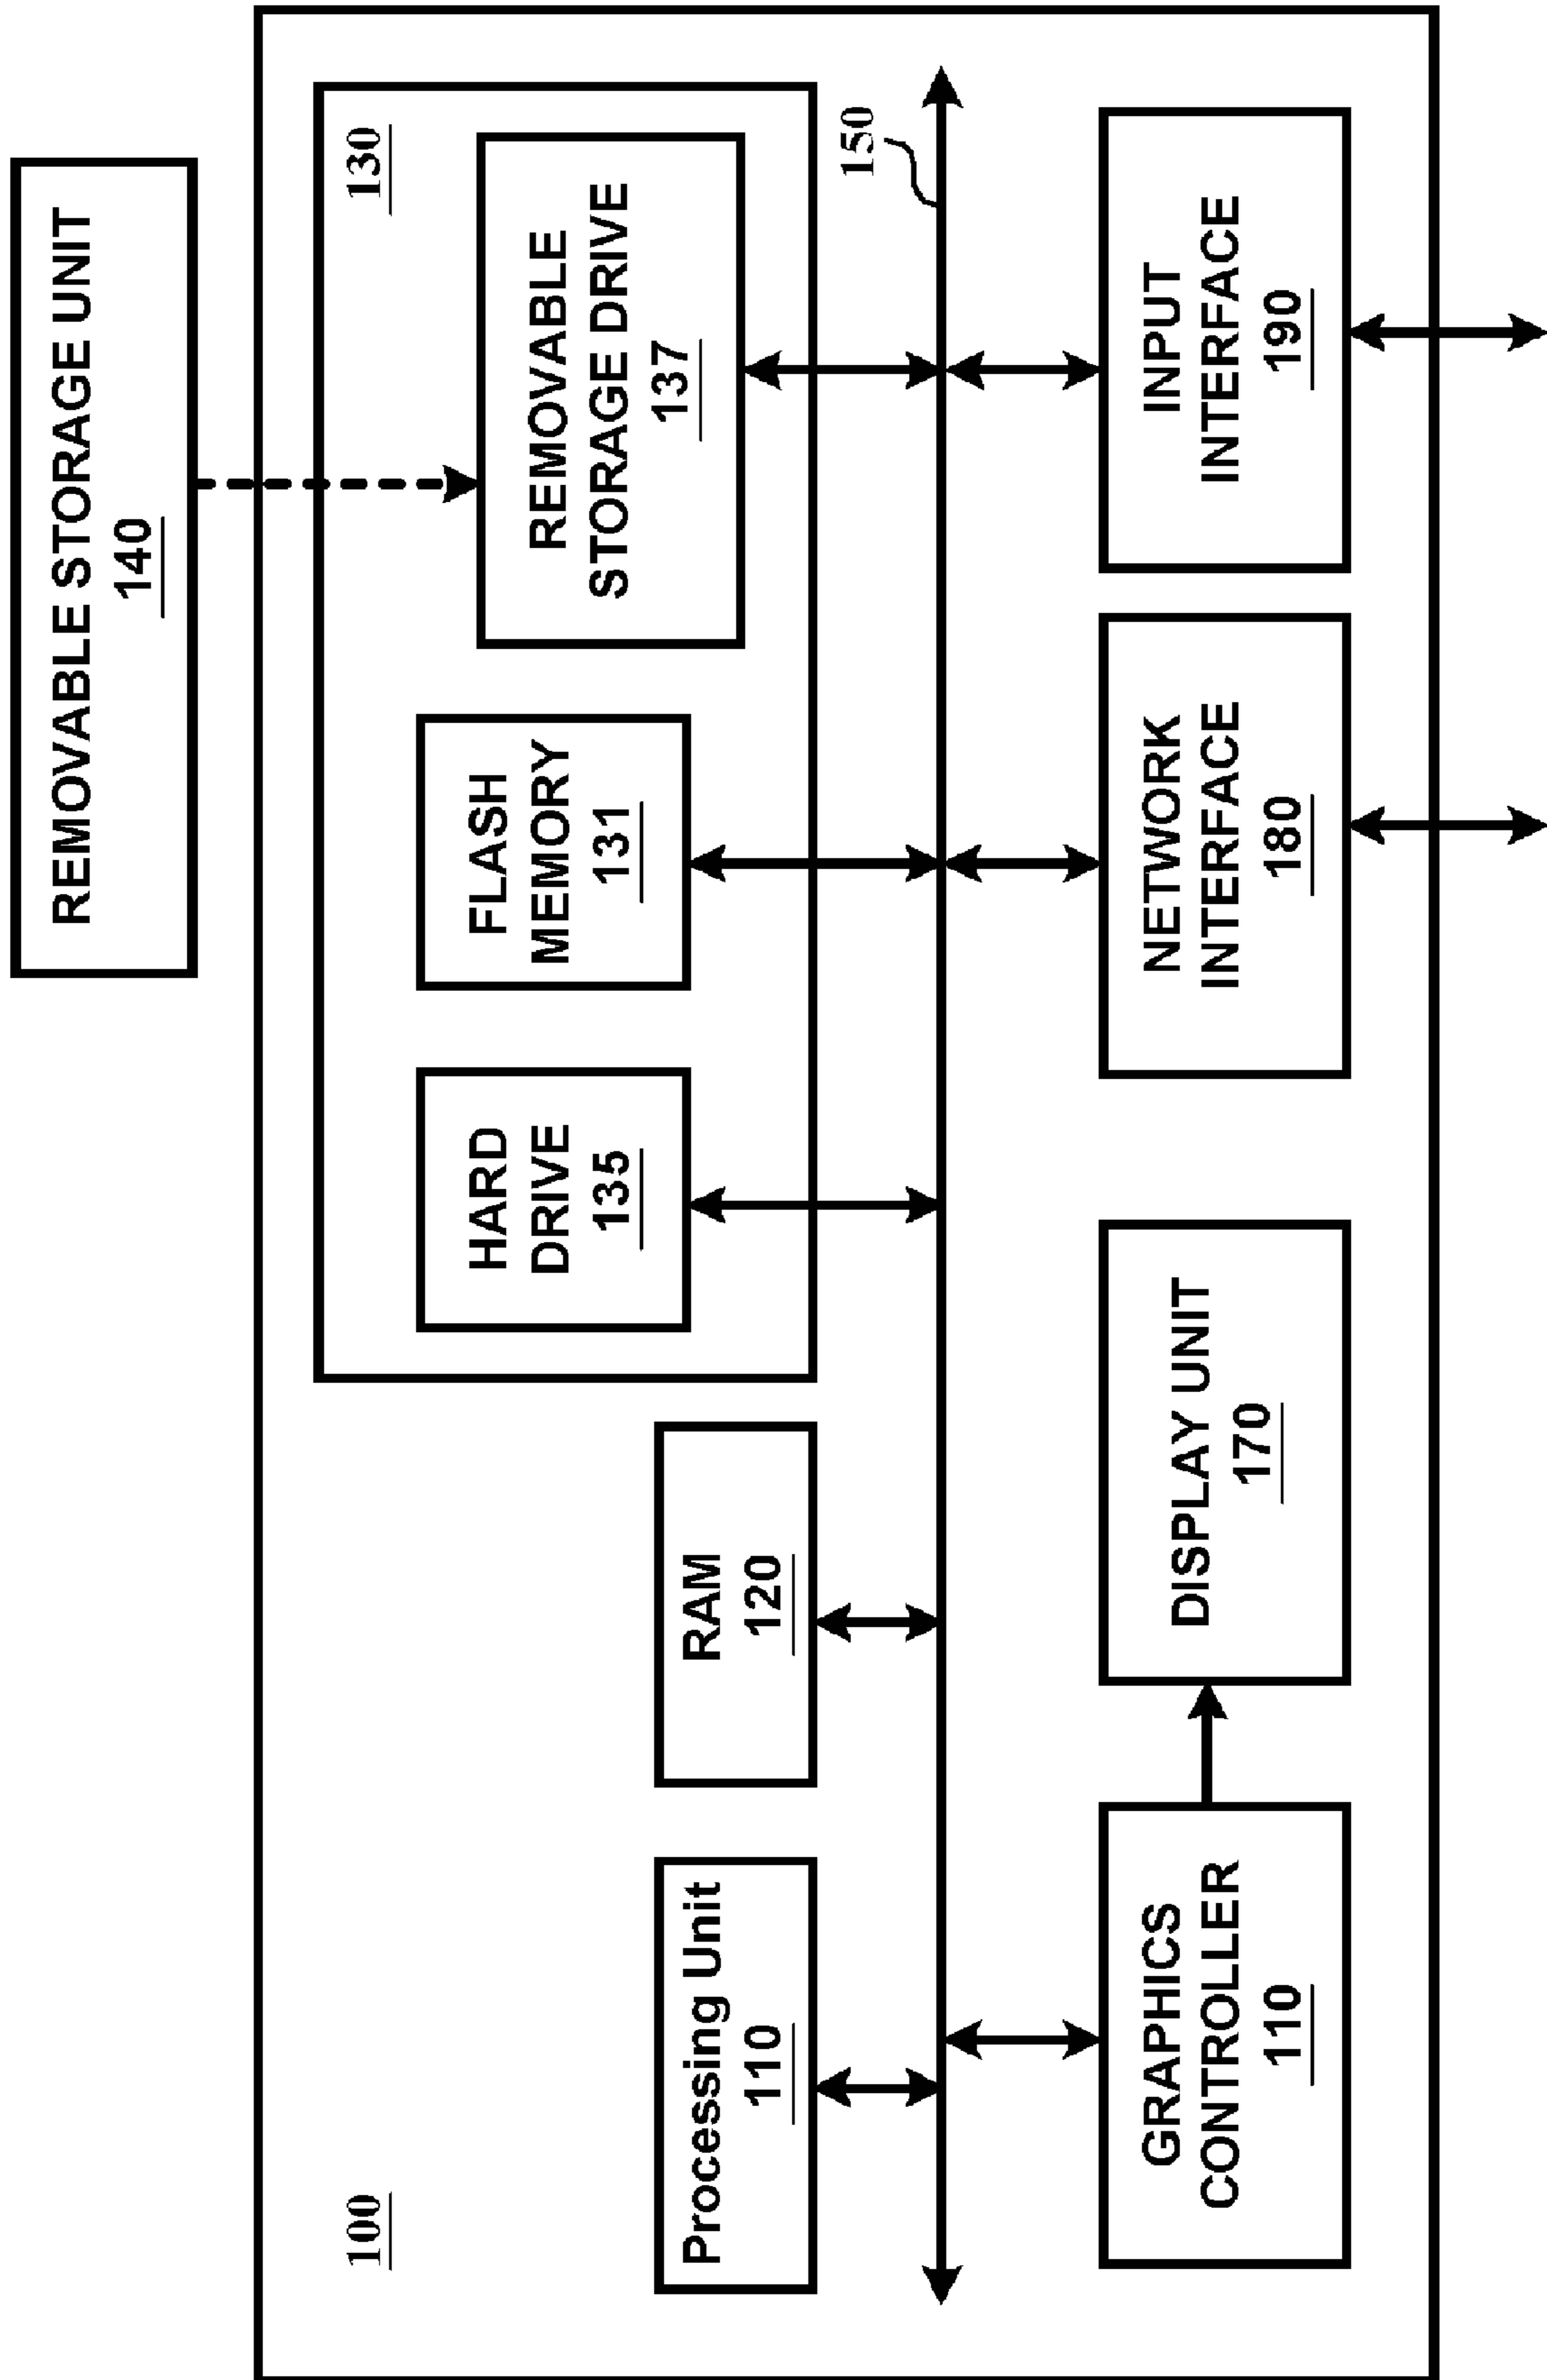 REMOVABLE STORAGE UNIT
140
100
130
Processing Unit
110
RAM
120
HARD
DRIVE
135
FLASH
MEMORY
131
REMOVABLE
STORAGE DRIVE
137
150
GRAPHICS
CONTROLLER
110
DISPLAY UNIT
170
NETWORK
INTERFACE
180
INPUT
INTERFACE
190